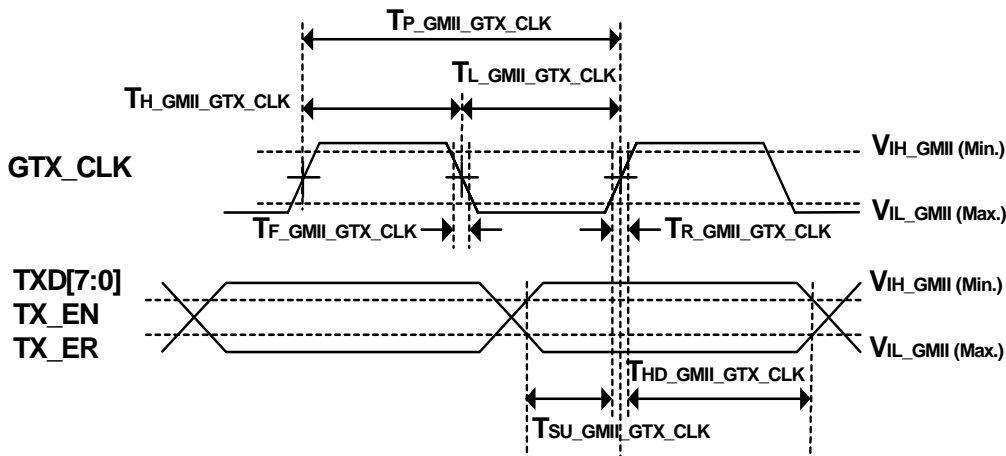 TP_GMII_GTX_CLK
TL_GMII_GTX_CLK
TH_GMII_GTX_CLK
VIH_GMII (Min.)
GTX_CLK
VIL_GMII (Max.)
TF_GMII_GTX_CLK
TR_GMII_GTX_CLK
TXD[7:0]
VIH_GMII (Min.)
TX_EN
TX_ER
VIL_GMII (Max.)
THD_GMII_GTX_CLK
TSU_GMII_GTX_CLK